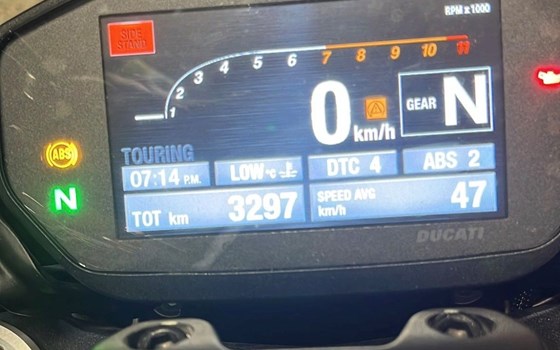 RPM x 1000
SIDE
STAND
1 2 3 4 5 6 7 8 9 10 11
0 km/h
GEAR N
ABS
TOURING
07:14 P.M. LOW °C DTC 4 ABS 2
N
TOT km 3297
SPEED AVG
km/h 47
DUCATI